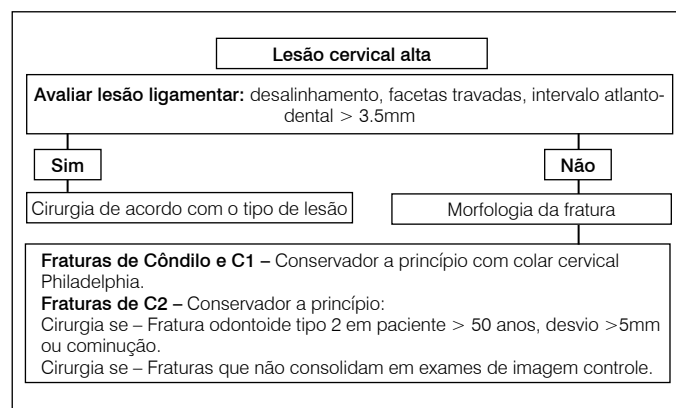 Lesão cervical alta
Avaliar lesão ligamentar: desalinhamento, facetas travadas, intervalo atlanto-
dental > 3.5mm
Sim
Não
Cirurgia de acordo com o tipo de lesão
Morfologia da fratura
Fraturas de Côndilo e C1 – Conservador a princípio com colar cervical
Philadelphia.
Fraturas de C2 – Conservador a princípio:
Cirurgia se – Fratura odontoide tipo 2 em paciente > 50 anos, desvio >5mm
ou cominução.
Cirurgia se – Fraturas que não consolidam em exames de imagem controle.